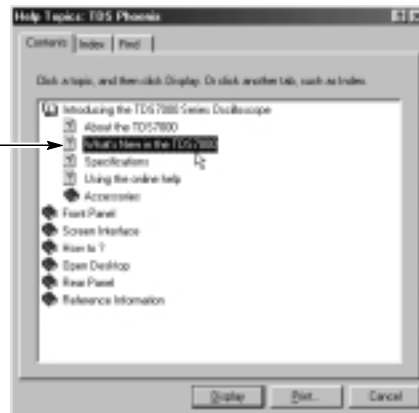 Help Topics: TDS Phoenix
Contents Index Find
Click a topic, and then click Display. Or click another tab, such as Index.
Introducing the TDS7000 Series Oscilloscope
About the TDS7000
What's New in the TDS7000
Specifications
Using the online help
Accessories
Front Panel
Screen Interface
How to ?
Open Desktop
Rear Panel
Reference Information
Display Print... Cancel